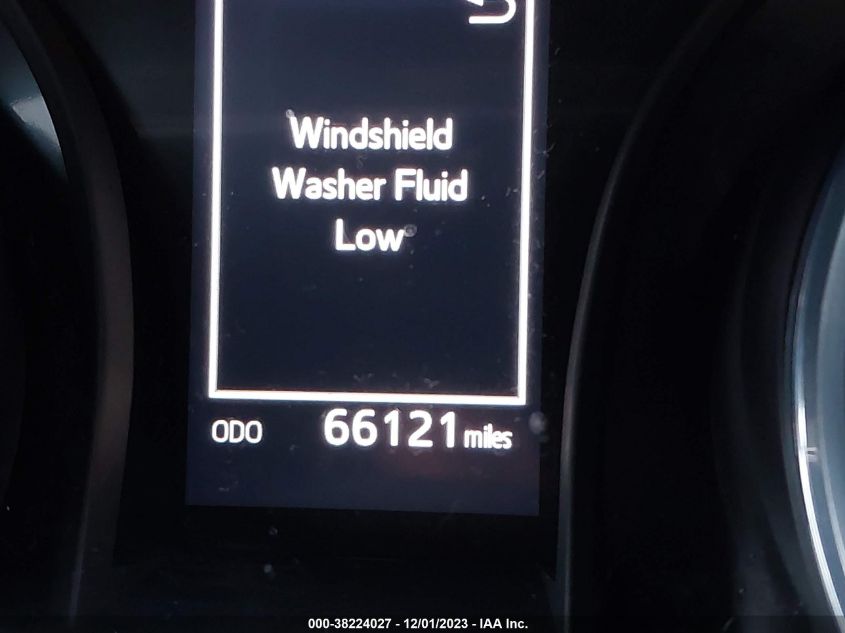 Windshield
Washer Fluid
Low
ODO 66121 miles
000-38224027 - 12/01/2023 - IAA Inc.